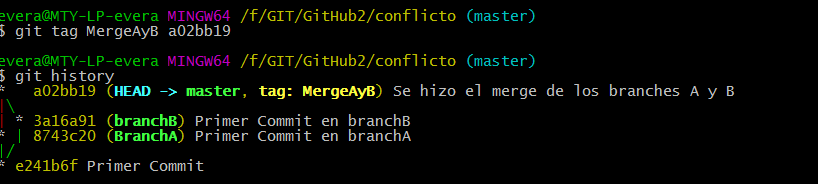 evera@MTY-LP-evera MINGW64 /f/GIT/GitHub2/conflicto (master)
$ git tag MergeAyB a02bb19
evera@MTY-LP-evera MINGW64 /f/GIT/GitHub2/conflicto (master)
$ git history
*   a02bb19 (HEAD -> master, tag: MergeAyB) Se hizo el merge de los branches A y B
|\
| * 3a16a91 (branchB) Primer Commit en branchB
* | 8743c20 (BranchA) Primer Commit en branchA
|/
* e241b6f Primer Commit